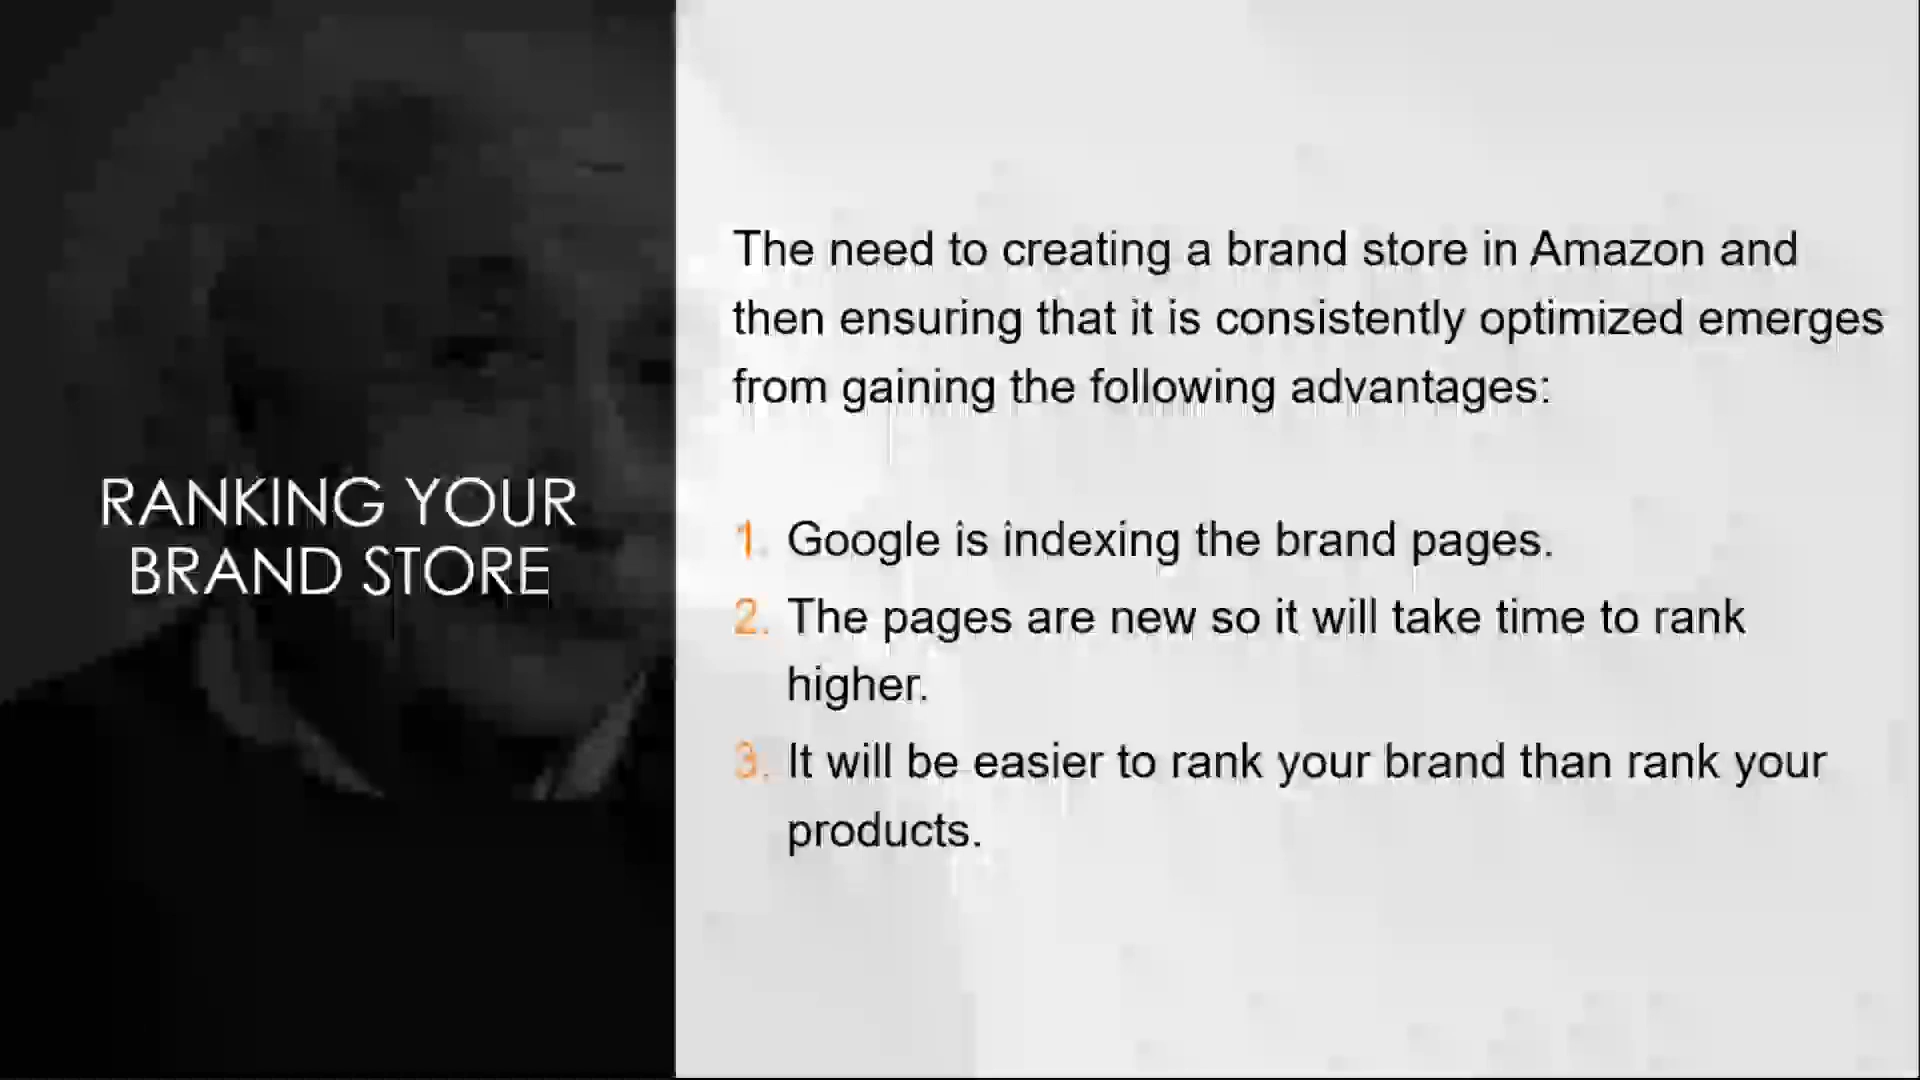 RANKING YOUR
BRAND STORE
The need to creating a brand store in Amazon and
then ensuring that it is consistently optimized emerges
from gaining the following advantages:
1. Google is indexing the brand pages.
2. The pages are new so it will take time to rank
higher.
3. It will be easier to rank your brand than rank your
products.